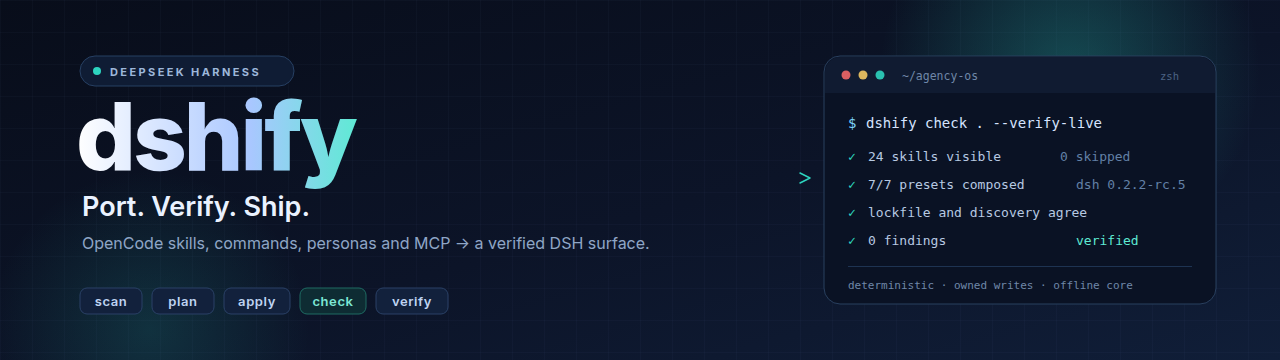 DEEPSEEK HARNESS
dshify
Port. Verify. Ship.
OpenCode skills, commands, personas and MCP → a verified DSH surface.
scan plan apply check verify
>
~/agency-os zsh
$ dshify check . --verify-live
✓ 24 skills visible 0 skipped
✓ 7/7 presets composed dsh 0.2.2-rc.5
✓ lockfile and discovery agree
✓ 0 findings verified
deterministic · owned writes · offline core